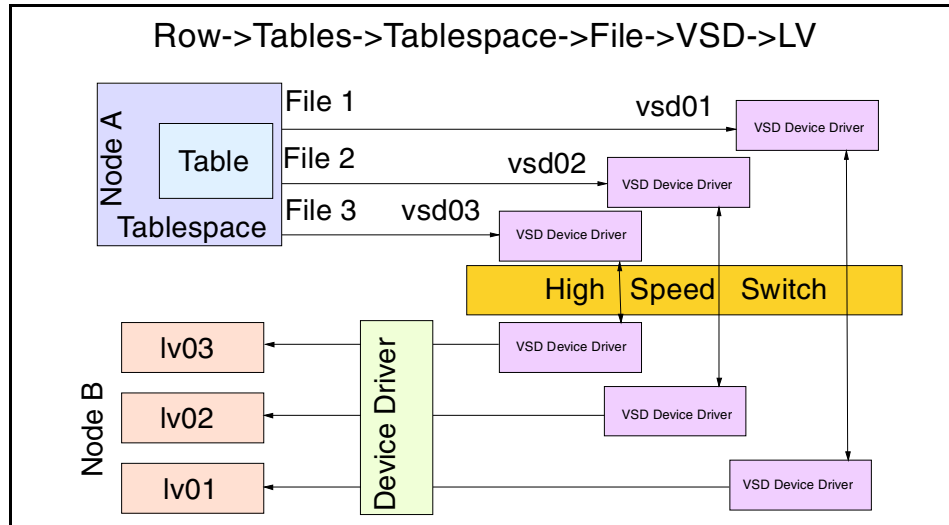 Row->Tables->Tablespace->File->VSD->LV
Node A
Table
Tablespace
File 1
vsd01
VSD Device Driver
File 2
vsd02
VSD Device Driver
File 3
vsd03
VSD Device Driver
High Speed Switch
Node B
lv03
Device Driver
VSD Device Driver
lv02
VSD Device Driver
lv01
VSD Device Driver